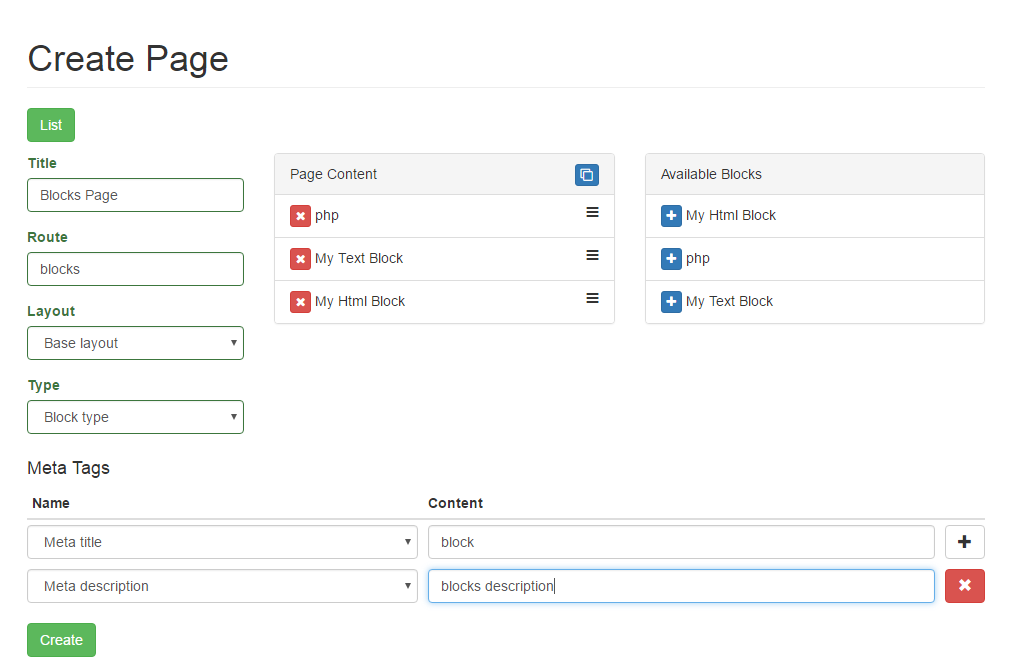 Create Page
List
Title
Blocks Page
Route
blocks
Layout
Base layout
Type
Block type
Page Content
php
My Text Block
My Html Block
Available Blocks
My Html Block
php
My Text Block
Meta Tags
Name Content
Meta title block
Meta description blocks description
Create